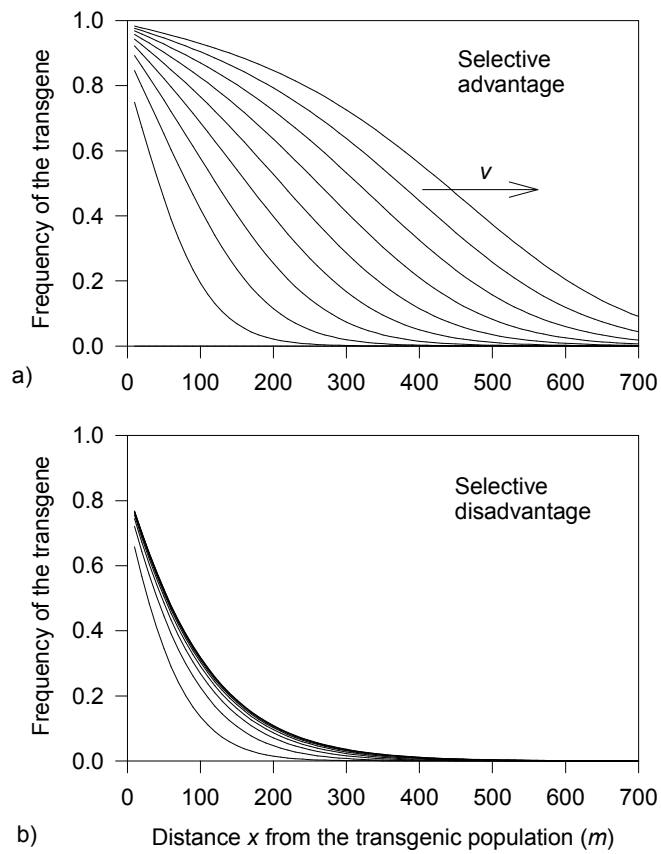 1.0
0.8
0.6
0.4
0.2
0.0
Frequency of the transgene
Selective
advantage
v
0 100 200 300 400 500 600 700
a)
1.0
0.8
0.6
0.4
0.2
0.0
Frequency of the transgene
Selective
disadvantage
0 100 200 300 400 500 600 700
b) Distance x from the transgenic population (m)